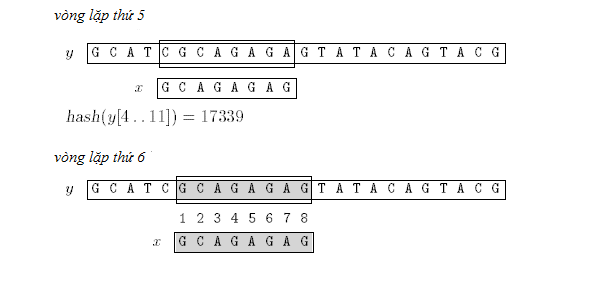 vòng lặp thứ 5
y G C A T C G C A G A G A G T A T A C A G T A C G
x G C A G A G A G
hash(y[4 . . 11]) = 17339
vòng lặp thứ 6
y G C A T C G C A G A G A G T A T A C A G T A C G
1 2 3 4 5 6 7 8
x G C A G A G A G